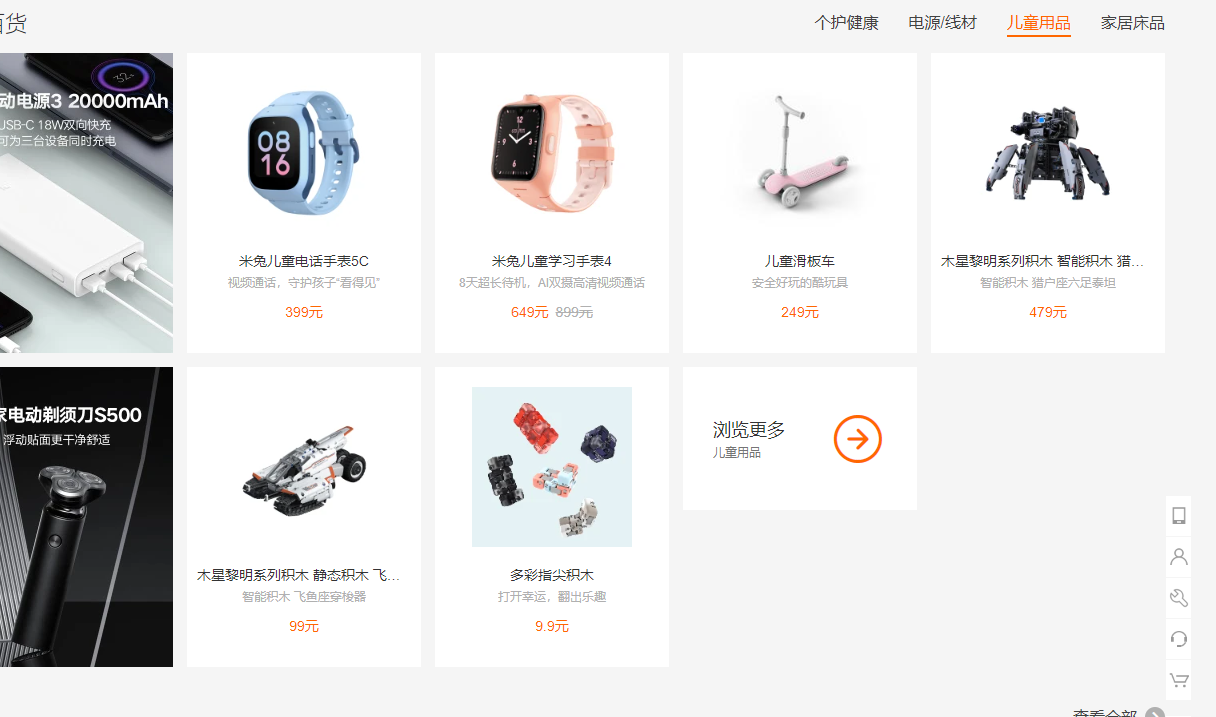 百货
个护健康
电源/线材
儿童用品
家居床品
动电源3 20000mAh
USB-C 18W双向快充
可为三台设备同时充电
08
16
米兔儿童电话手表5C
视频通话，守护孩子“看得见”
399元
米兔儿童学习手表4
8天超长待机，AI双摄高清视频通话
649元 899元
儿童滑板车
安全好玩的酷玩具
249元
木星黎明系列积木 智能积木 猎...
智能积木 猎户座六足泰坦
479元
家电动剃须刀S500
浮动贴面更干净舒适
木星黎明系列积木 静态积木 飞...
智能积木 飞鱼座穿梭器
99元
多彩指尖积木
打开幸运，翻出乐趣
9.9元
浏览更多
儿童用品
查看全部